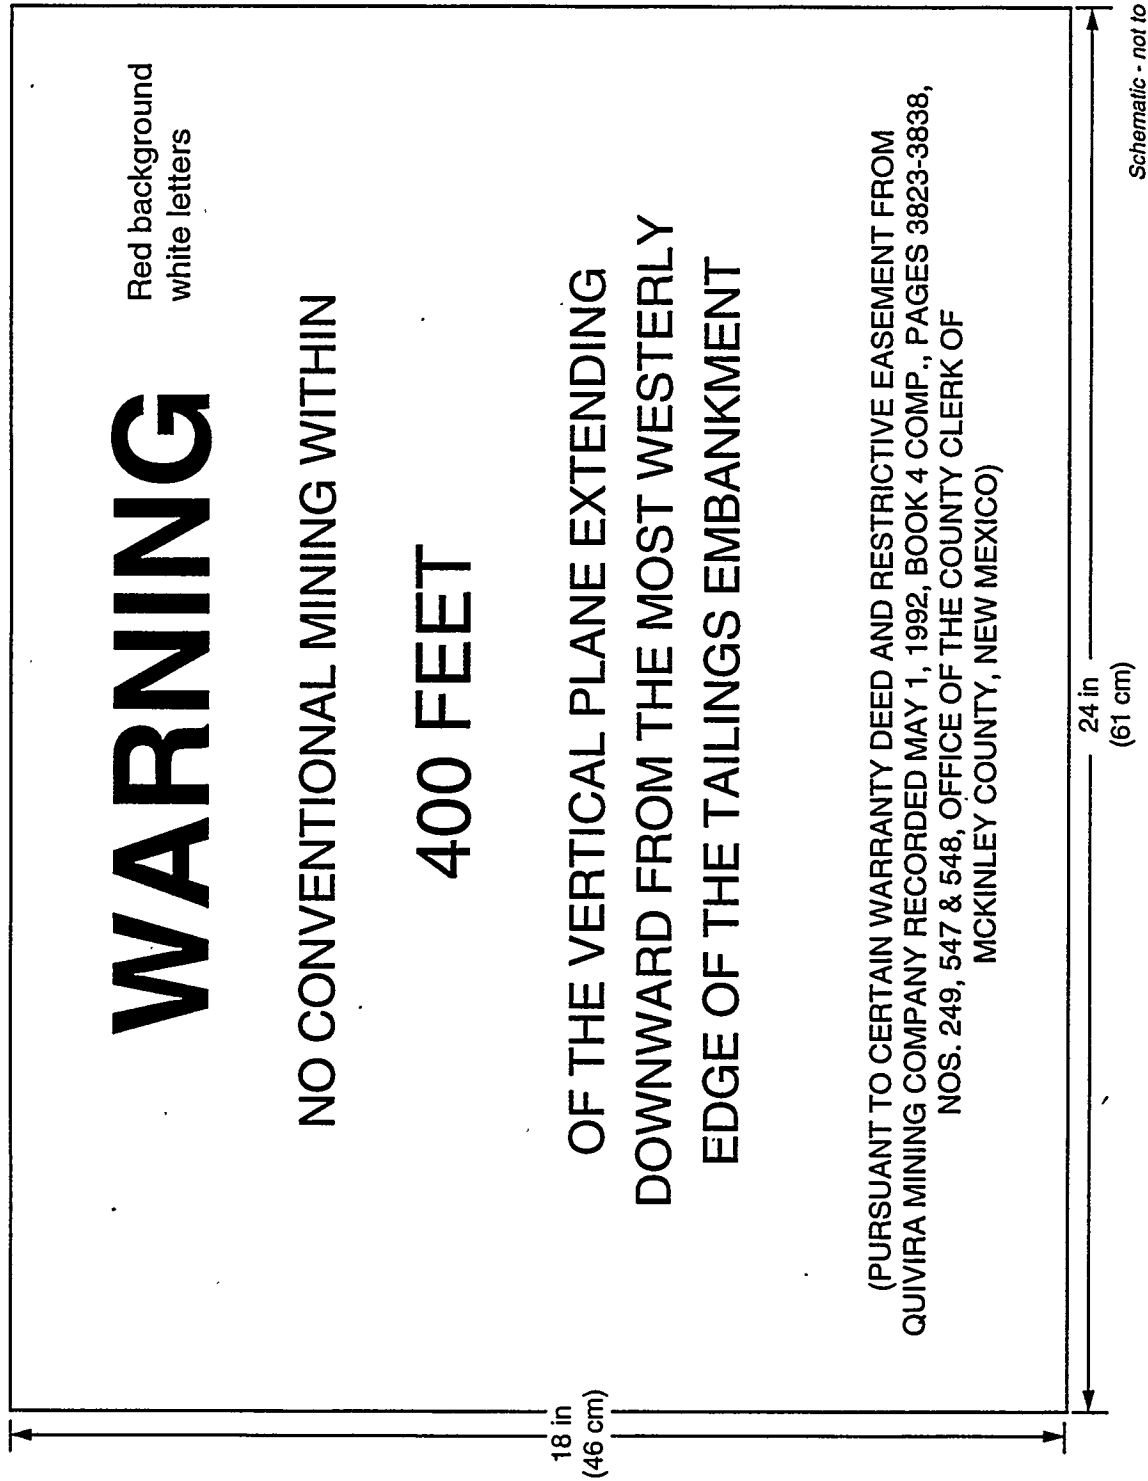 WARNING
Red background
white letters
NO CONVENTIONAL MINING WITHIN
400 FEET
OF THE VERTICAL PLANE EXTENDING
DOWNWARD FROM THE MOST WESTERLY
EDGE OF THE TAILINGS EMBANKMENT
(PURSUANT TO CERTAIN WARRANTY DEED AND RESTRICTIVE EASEMENT FROM
QUIVIRA MINING COMPANY RECORDED MAY 1, 1992, BOOK 4 COMP., PAGES 3823-3838,
NOS. 249, 547 & 548, OFFICE OF THE COUNTY CLERK OF
MCKINLEY COUNTY, NEW MEXICO)
18 in
(46 cm)
24 in
(61 cm)
Schematic - not to